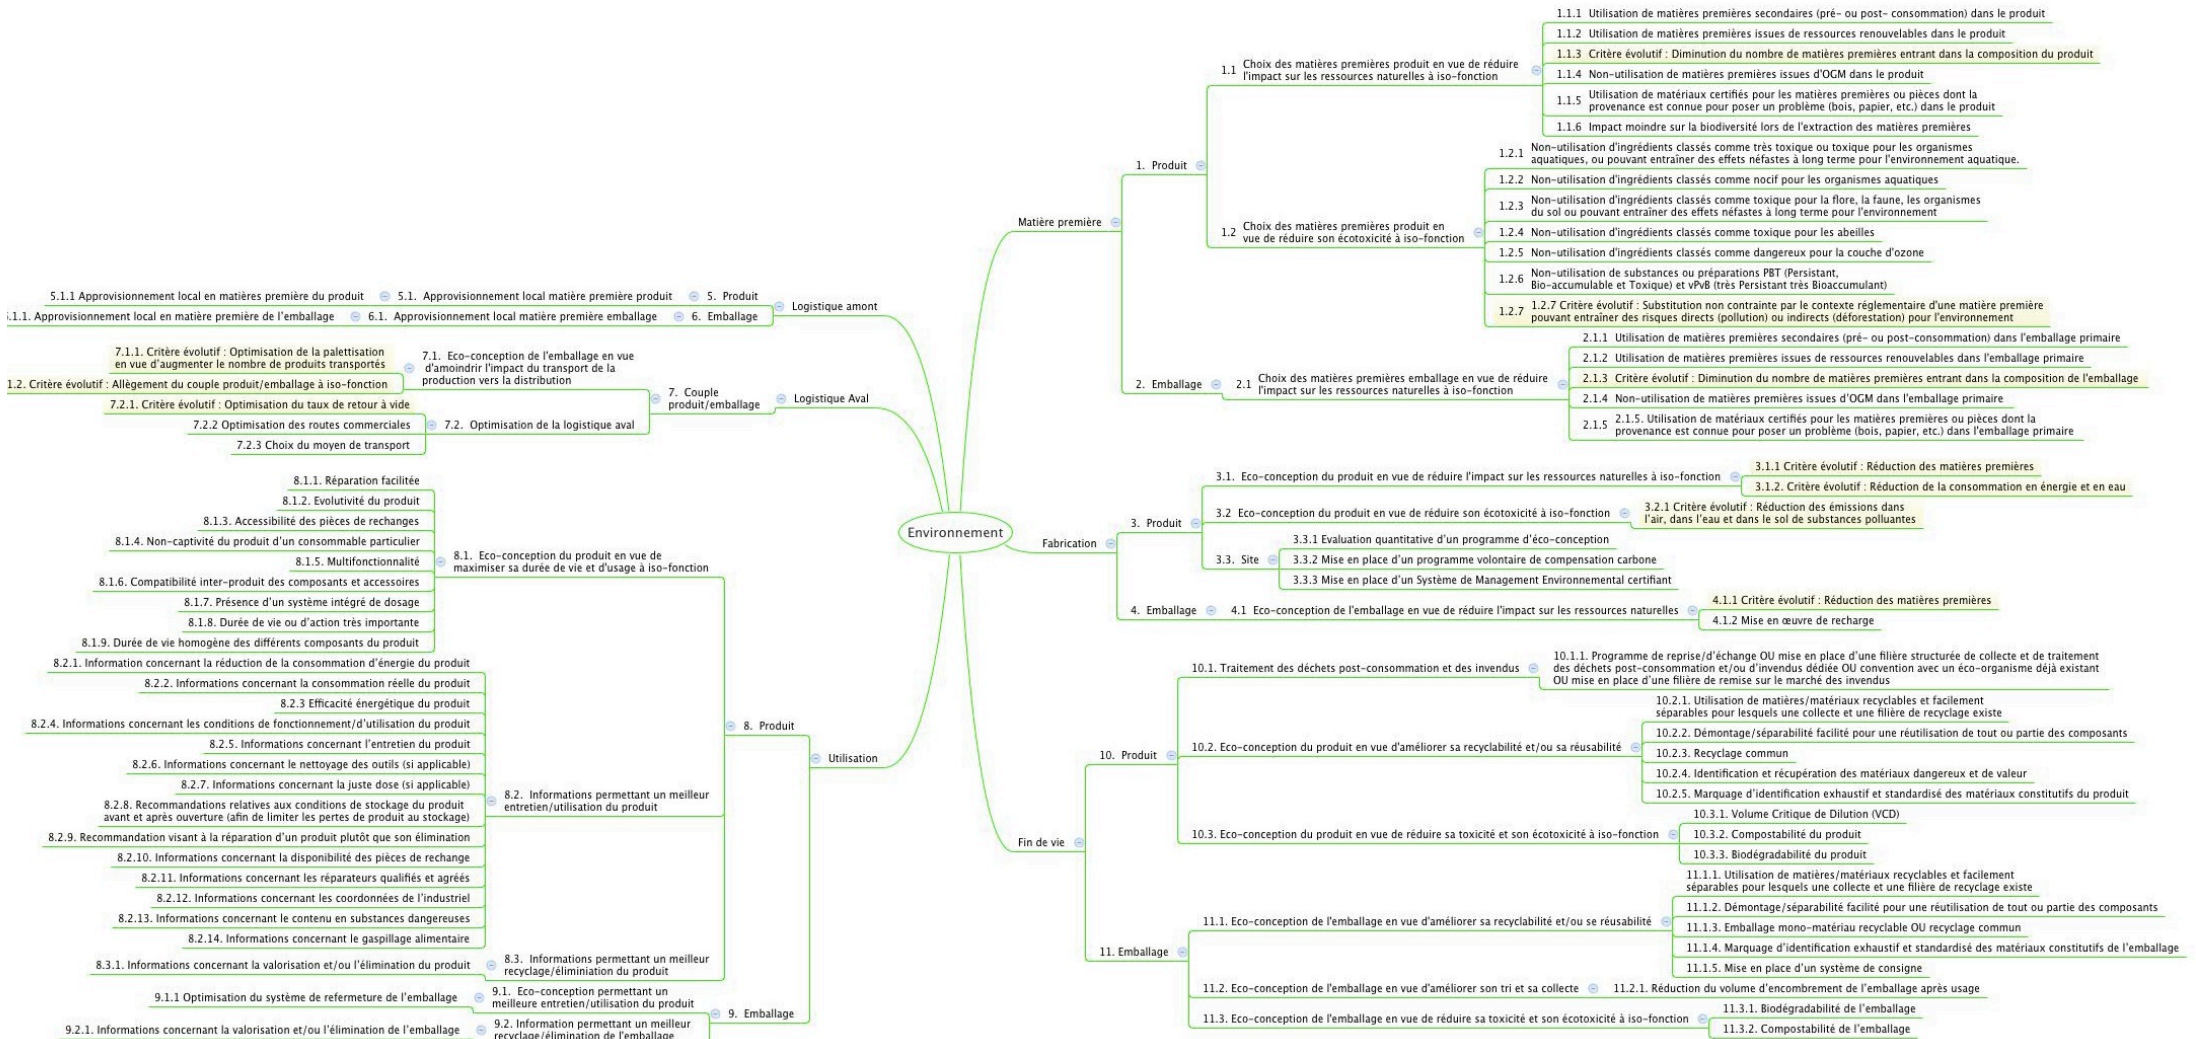 Environnement
Matière première
1. Produit
1.1 Choix des matières premières produit en vue de réduire
l'impact sur les ressources naturelles à iso-fonction
1.1.1 Utilisation de matières premières secondaires (pré- ou post- consommation) dans le produit
1.1.2 Utilisation de matières premières issues de ressources renouvelables dans le produit
1.1.3 Critère évolutif : Diminution du nombre de matières premières entrant dans la composition du produit
1.1.4 Non-utilisation de matières premières issues d'OGM dans le produit
1.1.5 Utilisation de matériaux certifiés pour les matières premières ou pièces dont la
provenance est connue pour poser un problème (bois, papier, etc.) dans le produit
1.1.6 Impact moindre sur la biodiversité lors de l'extraction des matières premières
1.2 Choix des matières premières produit en
vue de réduire son écotoxicité à iso-fonction
1.2.1 Non-utilisation d'ingrédients classés comme très toxique ou toxique pour les organismes
aquatiques, ou pouvant entraîner des effets néfastes à long terme pour l'environnement aquatique.
1.2.2 Non-utilisation d'ingrédients classés comme nocif pour les organismes aquatiques
1.2.3 Non-utilisation d'ingrédients classés comme toxique pour la flore, la faune, les organismes
du sol ou pouvant entraîner des effets néfastes à long terme pour l'environnement
1.2.4 Non-utilisation d'ingrédients classés comme toxique pour les abeilles
1.2.5 Non-utilisation d'ingrédients classés comme dangereux pour la couche d'ozone
1.2.6 Non-utilisation de substances ou préparations PBT (Persistant,
Bio-accumulable et Toxique) et vPvB (très Persistant très Bioaccumulant)
1.2.7 1.2.7 Critère évolutif : Substitution non contrainte par le contexte réglementaire d'une matière première
pouvant entraîner des risques directs (pollution) ou indirects (déforestation) pour l'environnement
2. Emballage
2.1 Choix des matières premières emballage en vue de réduire
l'impact sur les ressources naturelles à iso-fonction
2.1.1 Utilisation de matières premières secondaires (pré- ou post-consommation) dans l'emballage primaire
2.1.2 Utilisation de matières premières issues de ressources renouvelables dans l'emballage primaire
2.1.3 Critère évolutif : Diminution du nombre de matières premières entrant dans la composition de l'emballage
2.1.4 Non-utilisation de matières premières issues d'OGM dans l'emballage primaire
2.1.5 2.1.5. Utilisation de matériaux certifiés pour les matières premières ou pièces dont la
provenance est connue pour poser un problème (bois, papier, etc.) dans l'emballage primaire
Fabrication
3. Produit
3.1. Eco-conception du produit en vue de réduire l'impact sur les ressources naturelles à iso-fonction
3.1.1 Critère évolutif : Réduction des matières premières
3.1.2. Critère évolutif : Réduction de la consommation en énergie et en eau
3.2 Eco-conception du produit en vue de réduire son écotoxicité à iso-fonction
3.2.1 Critère évolutif : Réduction des émissions dans
l'air, dans l'eau et dans le sol de substances polluantes
3.3. Site
3.3.1 Evaluation quantitative d'un programme d'éco-conception
3.3.2 Mise en place d'un programme volontaire de compensation carbone
3.3.3 Mise en place d'un Système de Management Environnemental certifiant
4. Emballage
4.1 Eco-conception de l'emballage en vue de réduire l'impact sur les ressources naturelles
4.1.1 Critère évolutif : Réduction des matières premières
4.1.2 Mise en œuvre de recharge
Fin de vie
10. Produit
10.1. Traitement des déchets post-consommation et des invendus
10.1.1. Programme de reprise/d'échange OU mise en place d'une filière structurée de collecte et de traitement
des déchets post-consommation et/ou d'invendus dédiée OU convention avec un éco-organisme déjà existant
OU mise en place d'une filière de remise sur le marché des invendus
10.2. Eco-conception du produit en vue d'améliorer sa recyclabilité et/ou sa réusabilité
10.2.1. Utilisation de matières/matériaux recyclables et facilement
séparables pour lesquels une collecte et une filière de recyclage existe
10.2.2. Démontage/séparabilité facilité pour une réutilisation de tout ou partie des composants
10.2.3. Recyclage commun
10.2.4. Identification et récupération des matériaux dangereux et de valeur
10.2.5. Marquage d'identification exhaustif et standardisé des matériaux constitutifs du produit
10.3. Eco-conception du produit en vue de réduire sa toxicité et son écotoxicité à iso-fonction
10.3.1. Volume Critique de Dilution (VCD)
10.3.2. Compostabilité du produit
10.3.3. Biodégradabilité du produit
11. Emballage
11.1. Eco-conception de l'emballage en vue d'améliorer sa recyclabilité et/ou se réusabilité
11.1.1. Utilisation de matières/matériaux recyclables et facilement
séparables pour lesquels une collecte et une filière de recyclage existe
11.1.2. Démontage/séparabilité facilité pour une réutilisation de tout ou partie des composants
11.1.3. Emballage mono-matériau recyclable OU recyclage commun
11.1.4. Marquage d'identification exhaustif et standardisé des matériaux constitutifs de l'emballage
11.1.5. Mise en place d'un système de consigne
11.2. Eco-conception de l'emballage en vue d'améliorer son tri et sa collecte
11.2.1. Réduction du volume d'encombrement de l'emballage après usage
11.3. Eco-conception de l'emballage en vue de réduire sa toxicité et son écotoxicité à iso-fonction
11.3.1. Biodégradabilité de l'emballage
11.3.2. Compostabilité de l'emballage
Logistique amont
5. Produit
5.1. Approvisionnement local matière première produit
5.1.1 Approvisionnement local en matières première du produit
6. Emballage
6.1. Approvisionnement local matière première emballage
.1.1. Approvisionnement local en matière première de l'emballage
Logistique Aval
7. Couple
produit/emballage
7.1. Eco-conception de l'emballage en vue
d'amoindrir l'impact du transport de la
production vers la distribution
7.1.1. Critère évolutif : Optimisation de la palettisation
en vue d'augmenter le nombre de produits transportés
1.2. Critère évolutif : Allègement du couple produit/emballage à iso-fonction
7.2. Optimisation de la logistique aval
7.2.1. Critère évolutif : Optimisation du taux de retour à vide
7.2.2 Optimisation des routes commerciales
7.2.3 Choix du moyen de transport
Utilisation
8. Produit
8.1. Eco-conception du produit en vue de
maximiser sa durée de vie et d'usage à iso-fonction
8.1.1. Réparation facilitée
8.1.2. Evolutivité du produit
8.1.3. Accessibilité des pièces de rechanges
8.1.4. Non-captivité du produit d'un consommable particulier
8.1.5. Multifonctionnalité
8.1.6. Compatibilité inter-produit des composants et accessoires
8.1.7. Présence d'un système intégré de dosage
8.1.8. Durée de vie ou d'action très importante
8.1.9. Durée de vie homogène des différents composants du produit
8.2. Informations permettant un meilleur
entretien/utilisation du produit
8.2.1. Information concernant la réduction de la consommation d'énergie du produit
8.2.2. Informations concernant la consommation réelle du produit
8.2.3 Efficacité énergétique du produit
8.2.4. Informations concernant les conditions de fonctionnement/d'utilisation du produit
8.2.5. Informations concernant l'entretien du produit
8.2.6. Informations concernant le nettoyage des outils (si applicable)
8.2.7. Informations concernant la juste dose (si applicable)
8.2.8. Recommandations relatives aux conditions de stockage du produit
avant et après ouverture (afin de limiter les pertes de produit au stockage)
8.2.9. Recommandation visant à la réparation d'un produit plutôt que son élimination
8.2.10. Informations concernant la disponibilité des pièces de rechange
8.2.11. Informations concernant les réparateurs qualifiés et agréés
8.2.12. Informations concernant les coordonnées de l'industriel
8.2.13. Informations concernant le contenu en substances dangereuses
8.2.14. Informations concernant le gaspillage alimentaire
8.3. Informations permettant un meilleur
recyclage/éliminiation du produit
8.3.1. Informations concernant la valorisation et/ou l'élimination du produit
9. Emballage
9.1. Eco-conception permettant un
meilleure entretien/utilisation du produit
9.1.1 Optimisation du système de refermeture de l'emballage
9.2. Information permettant un meilleur
recyclage/élimination de l'emballage
9.2.1. Informations concernant la valorisation et/ou l'élimination de l'emballage